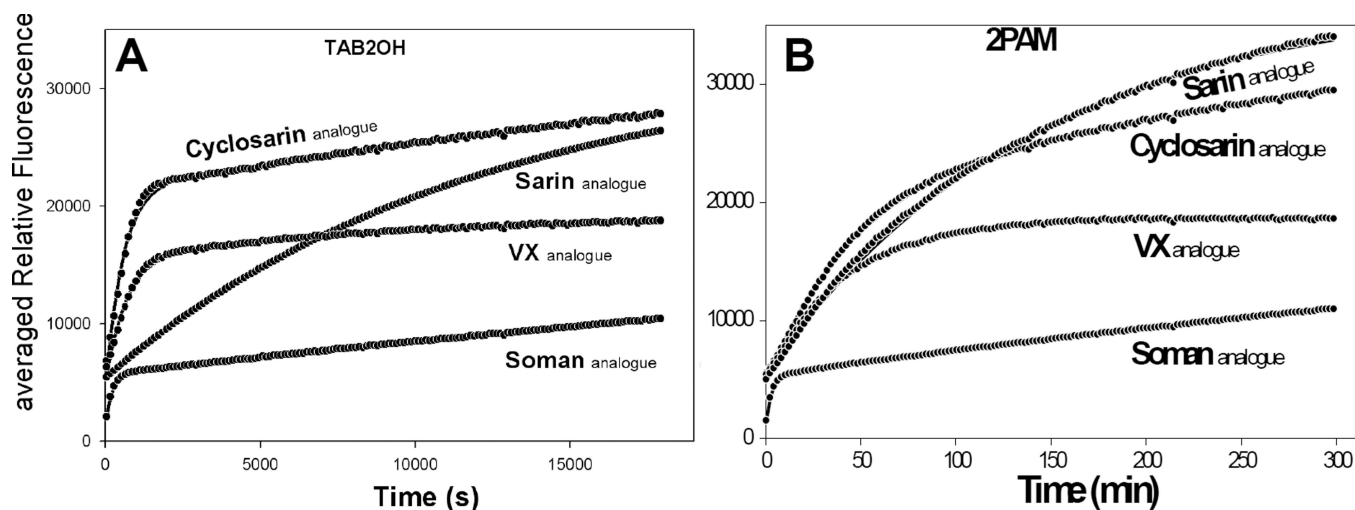 A
TAB2OH
averaged Relative Fluorescence
30000
20000
10000
0
Cyclosarin analogue
Sarin analogue
VX analogue
Soman analogue
0 5000 10000 15000
Time (s)
B
2PAM
30000
20000
10000
0
Sarin analogue
Cyclosarin analogue
VX analogue
Soman analogue
0 50 100 150 200 250 300
Time (min)